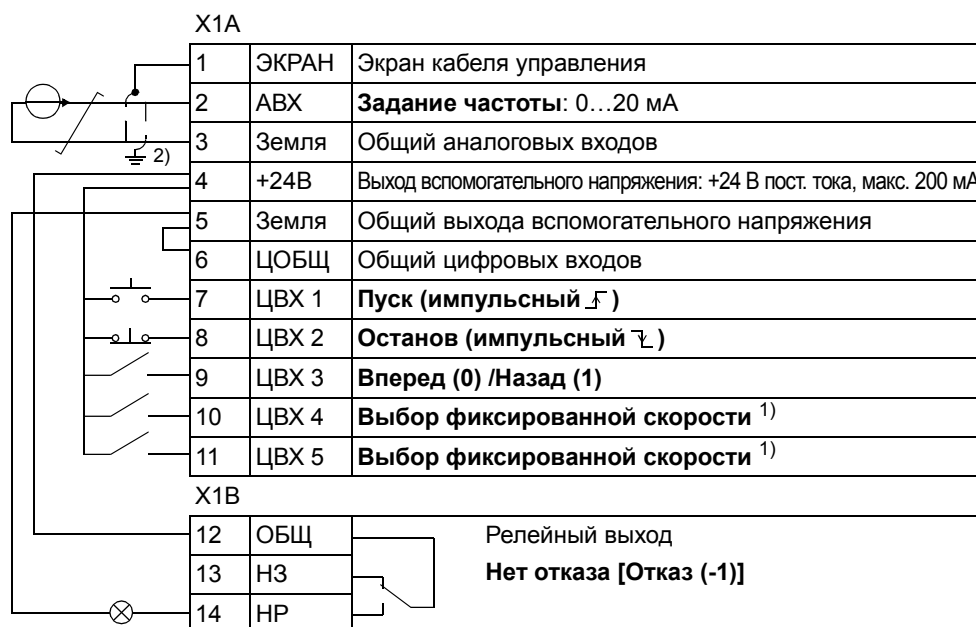 X1A
1 ЭКРАН Экран кабеля управления
2 АВХ Задание частоты: 0…20 мА
3 Земля Общий аналоговых входов
2)
4 +24В Выход вспомогательного напряжения: +24 В пост. тока, макс. 200 мА
5 Земля Общий выхода вспомогательного напряжения
6 ЦОБЩ Общий цифровых входов
7 ЦВХ 1 Пуск (импульсный )
8 ЦВХ 2 Останов (импульсный )
9 ЦВХ 3 Вперед (0) /Назад (1)
10 ЦВХ 4 Выбор фиксированной скорости 1)
11 ЦВХ 5 Выбор фиксированной скорости 1)
X1B
12 ОБЩ Релейный выход
13 НЗ Нет отказа [Отказ (-1)]
14 НР